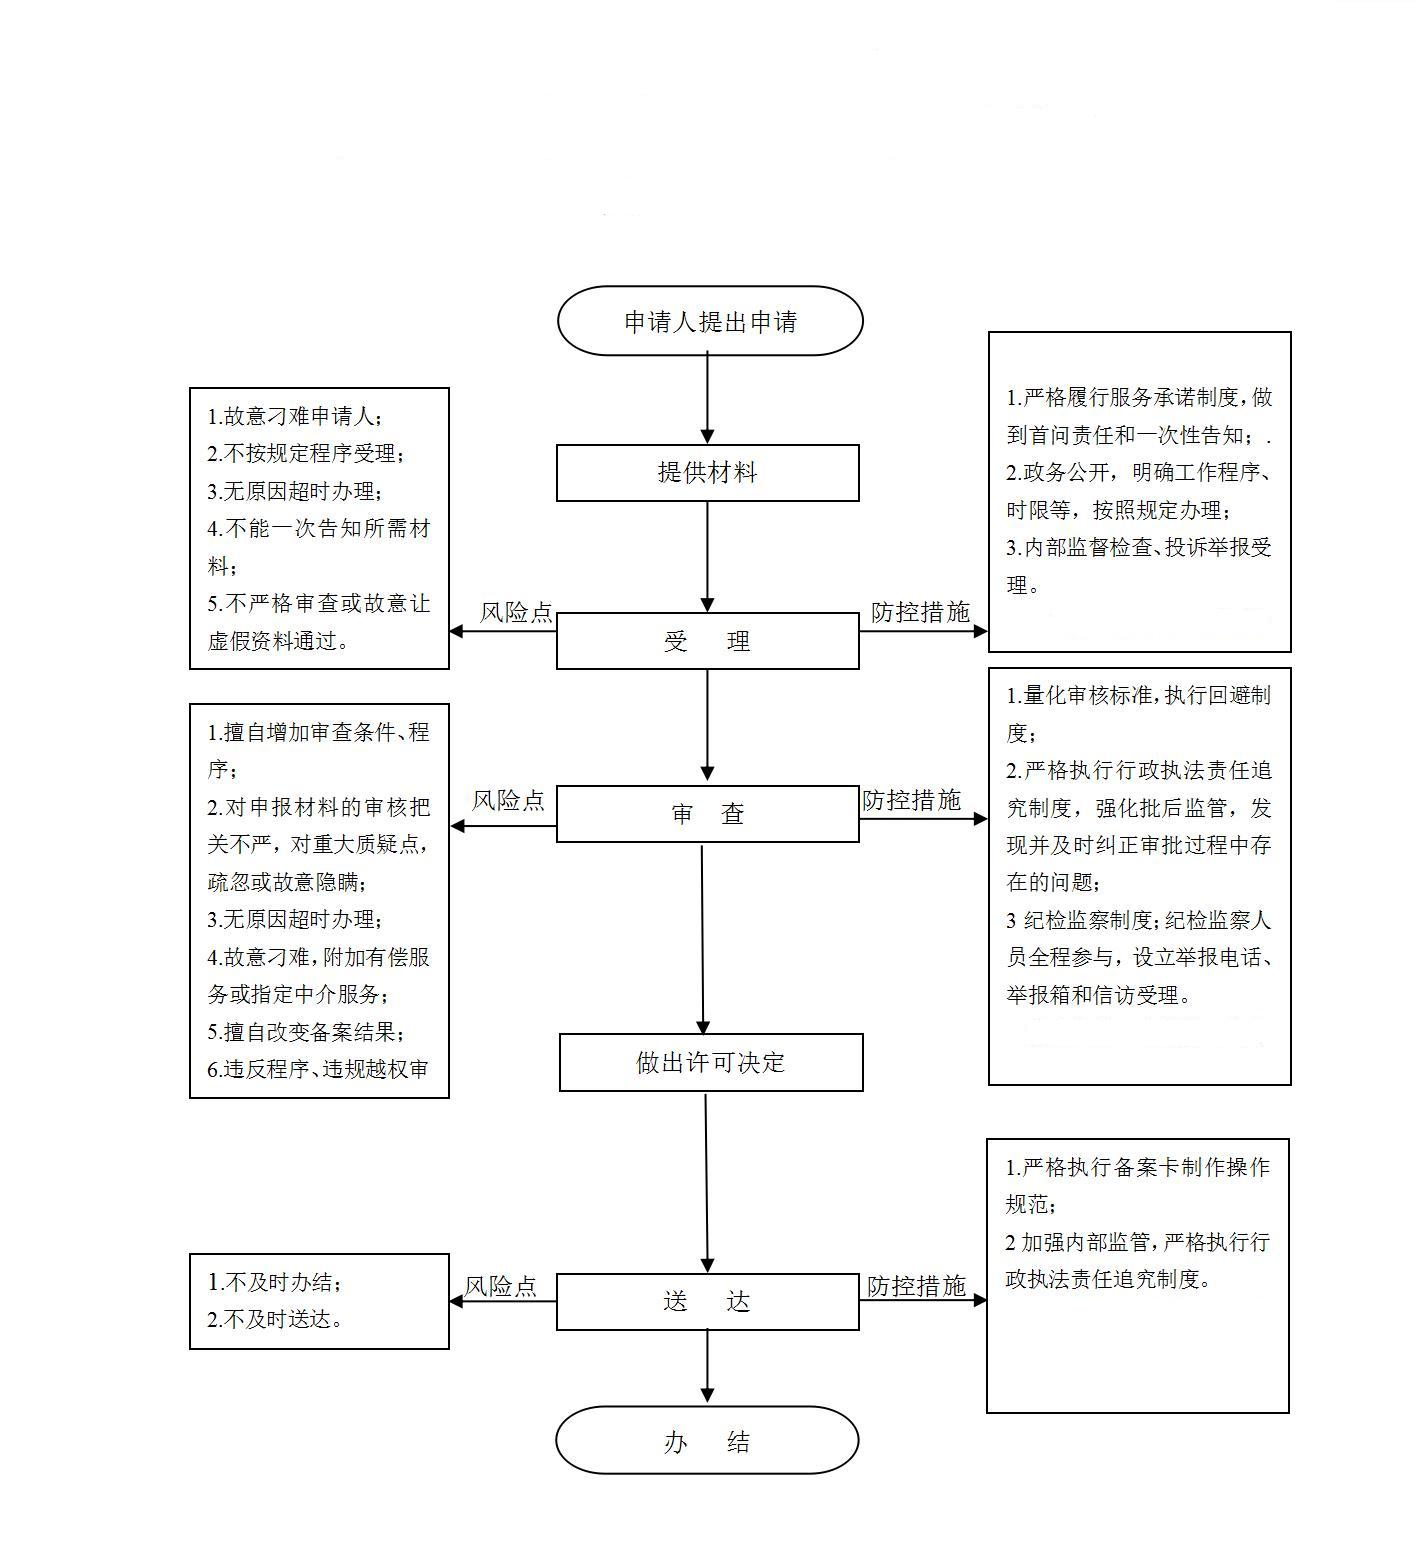 申请人提出申请
提供材料
1.故意刁难申请人；
2.不按规定程序受理；
3.无原因超时办理；
4.不能一次告知所需材
料；
5.不严格审查或故意让
虚假资料通过。
风险点
受 理
防控措施
1.严格履行服务承诺制度，做
到首问责任和一次性告知；.
2.政务公开，明确工作程序、
时限等，按照规定办理；
3.内部监督检查、投诉举报受
理。
1.擅自增加审查条件、程
序；
2.对申报材料的审核把
关不严，对重大质疑点，
疏忽或故意隐瞒；
3.无原因超时办理；
4.故意刁难，附加有偿服
务或指定中介服务；
5.擅自改变备案结果；
6.违反程序、违规越权审
风险点
审 查
防控措施
1.量化审核标准，执行回避制
度；
2.严格执行行政执法责任追
究制度，强化批后监管，发
现并及时纠正审批过程中存
在的问题；
3 纪检监察制度；纪检监察人
员全程参与，设立举报电话、
举报箱和信访受理。
做出许可决定
1.不及时办结；
2.不及时送达。
风险点
送 达
防控措施
1.严格执行备案卡制作操作
规范；
2 加强内部监管，严格执行行
政执法责任追究制度。
办 结